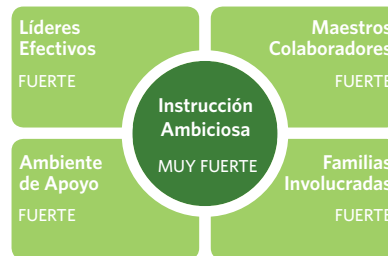 Líderes
Efectivos
FUERTE
Maestros
Colaboradores
FUERTE
Instrucción
Ambiciosa
MUY FUERTE
Ambiente
de Apoyo
FUERTE
Familias
Involucradas
FUERTE